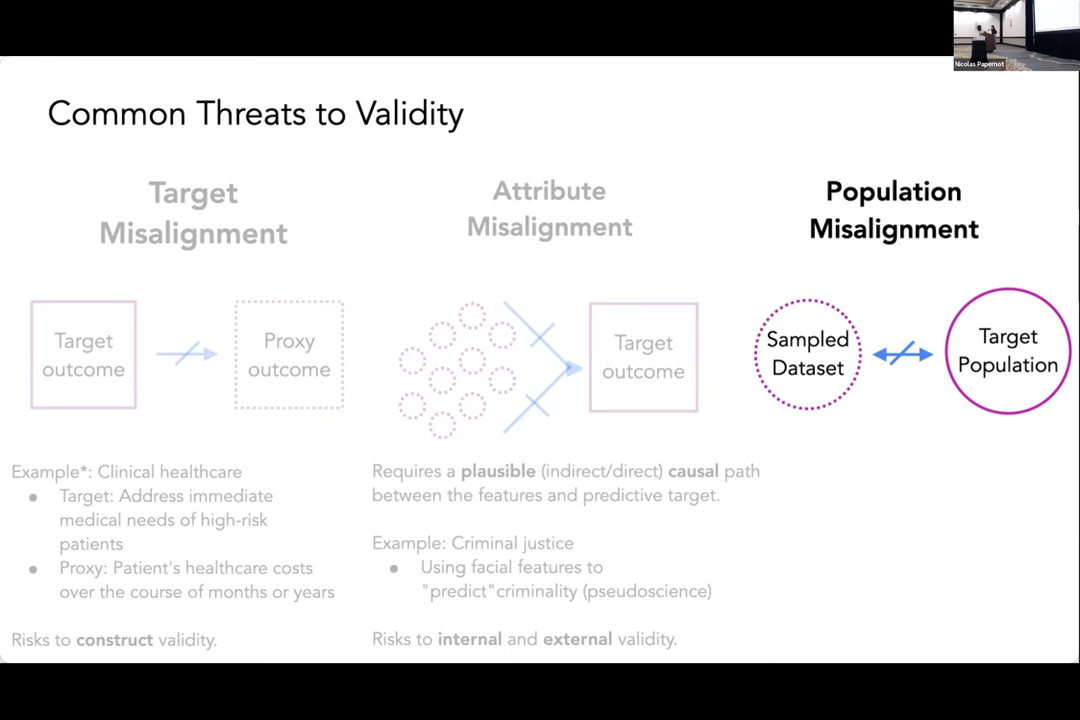 Nicolas Papernot
Common Threats to Validity
Target
Misalignment
Target
outcome
Proxy
outcome
Example*: Clinical healthcare
● Target: Address immediate
medical needs of high-risk
patients
● Proxy: Patient's healthcare costs
over the course of months or years
Risks to construct validity.
Attribute
Misalignment
Target
outcome
Requires a plausible (indirect/direct) causal path
between the features and predictive target.
Example: Criminal justice
● Using facial features to
"predict"criminality (pseudoscience)
Risks to internal and external validity.
Population
Misalignment
Sampled
Dataset
Target
Population